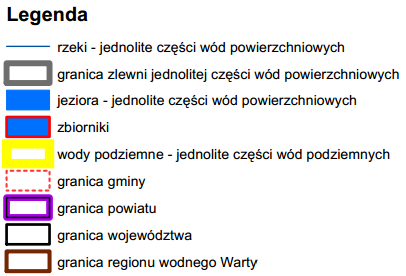 Legenda
rzeki - jednolite części wód powierzchniowych
granica zlewni jednolitej części wód powierzchniowych
jeziora - jednolite części wód powierzchniowych
zbiorniki
wody podziemne - jednolite części wód podziemnych
granica gminy
granica powiatu
granica województwa
granica regionu wodnego Warty